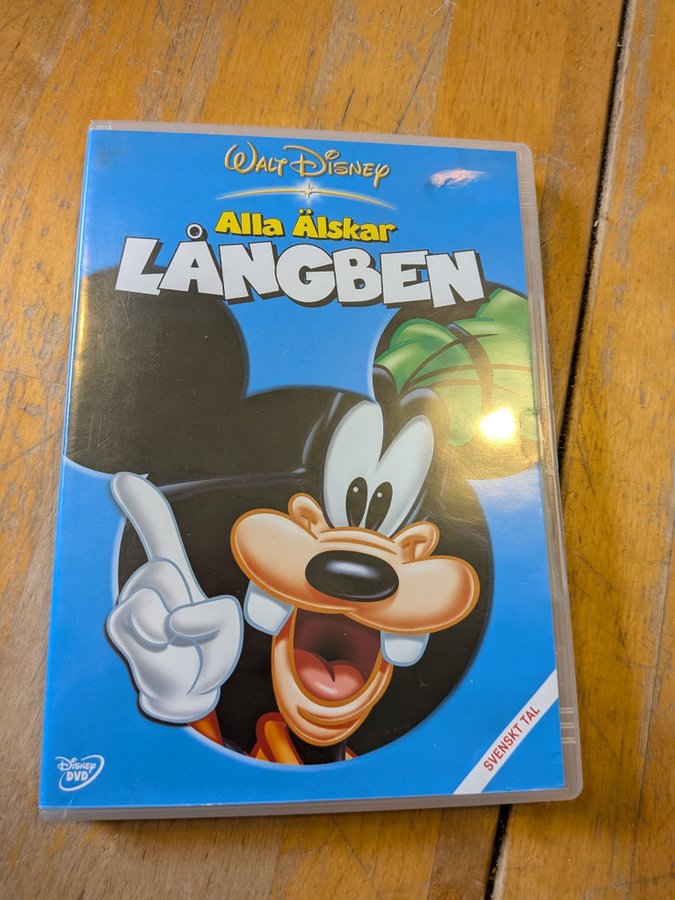 WALT DISNEY
Alla Älskar
LÅNGBEN
DISNEY
DVD
SVENSKT TAL